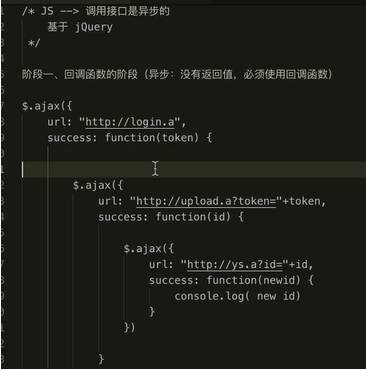 /* JS --> 调用接口是异步的
基于 jQuery
*/
阶段一、回调函数的阶段（异步：没有返回值，必须使用回调函数）
$.ajax({
url: "http://login.a",
success: function(token) {
$.ajax({
url: "http://upload.a?token="+token,
success: function(id) {
$.ajax({
url: "http://ys.a?id="+id,
success: function(newid) {
console.log( new id)
}
})
}